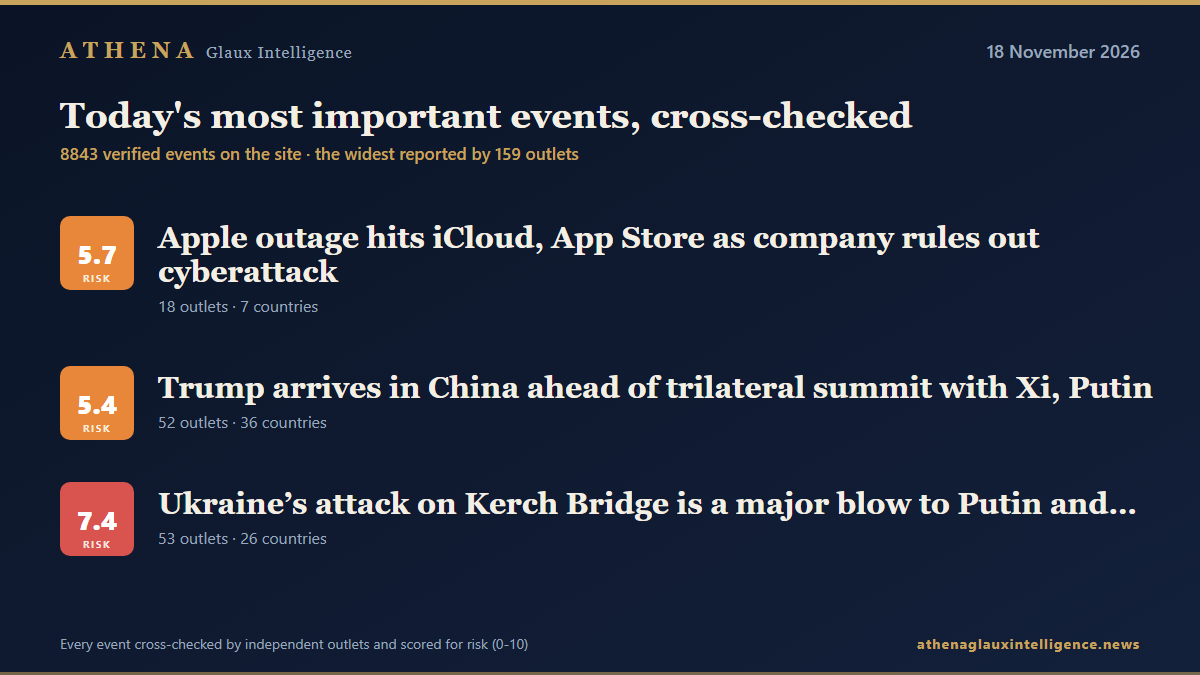 ATHENA Glaux Intelligence
18 November 2026
Today's most important events, cross-checked
8843 verified events on the site · the widest reported by 159 outlets
5.7
RISK
Apple outage hits iCloud, App Store as company rules out
cyberattack
18 outlets · 7 countries
5.4
RISK
Trump arrives in China ahead of trilateral summit with Xi, Putin
52 outlets · 36 countries
7.4
RISK
Ukraine’s attack on Kerch Bridge is a major blow to Putin and...
53 outlets · 26 countries
Every event cross-checked by independent outlets and scored for risk (0-10)
athenaglauxintelligence.news